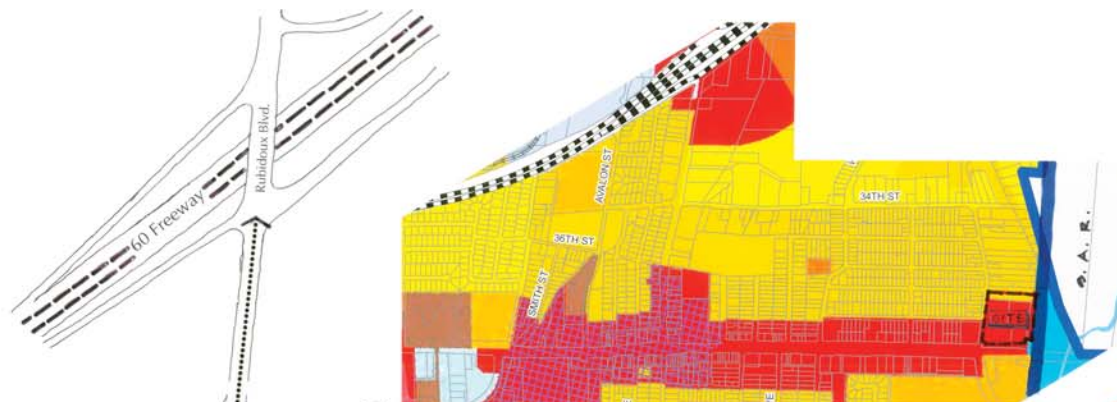 60 Freeway
Rubidoux Blvd.
AVALON ST
34TH ST
36TH ST
SMITH ST
SITE
S. A. R.